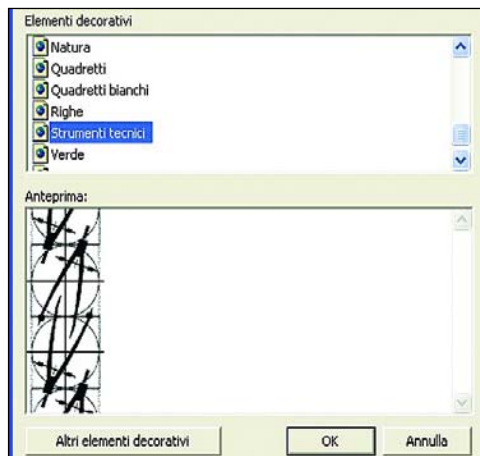 Elementi decorativi
Natura
Quadretti
Quadretti bianchi
Righe
Strumenti tecnici
Verde
Anteprima:
Altri elementi decorativi
OK
Annulla